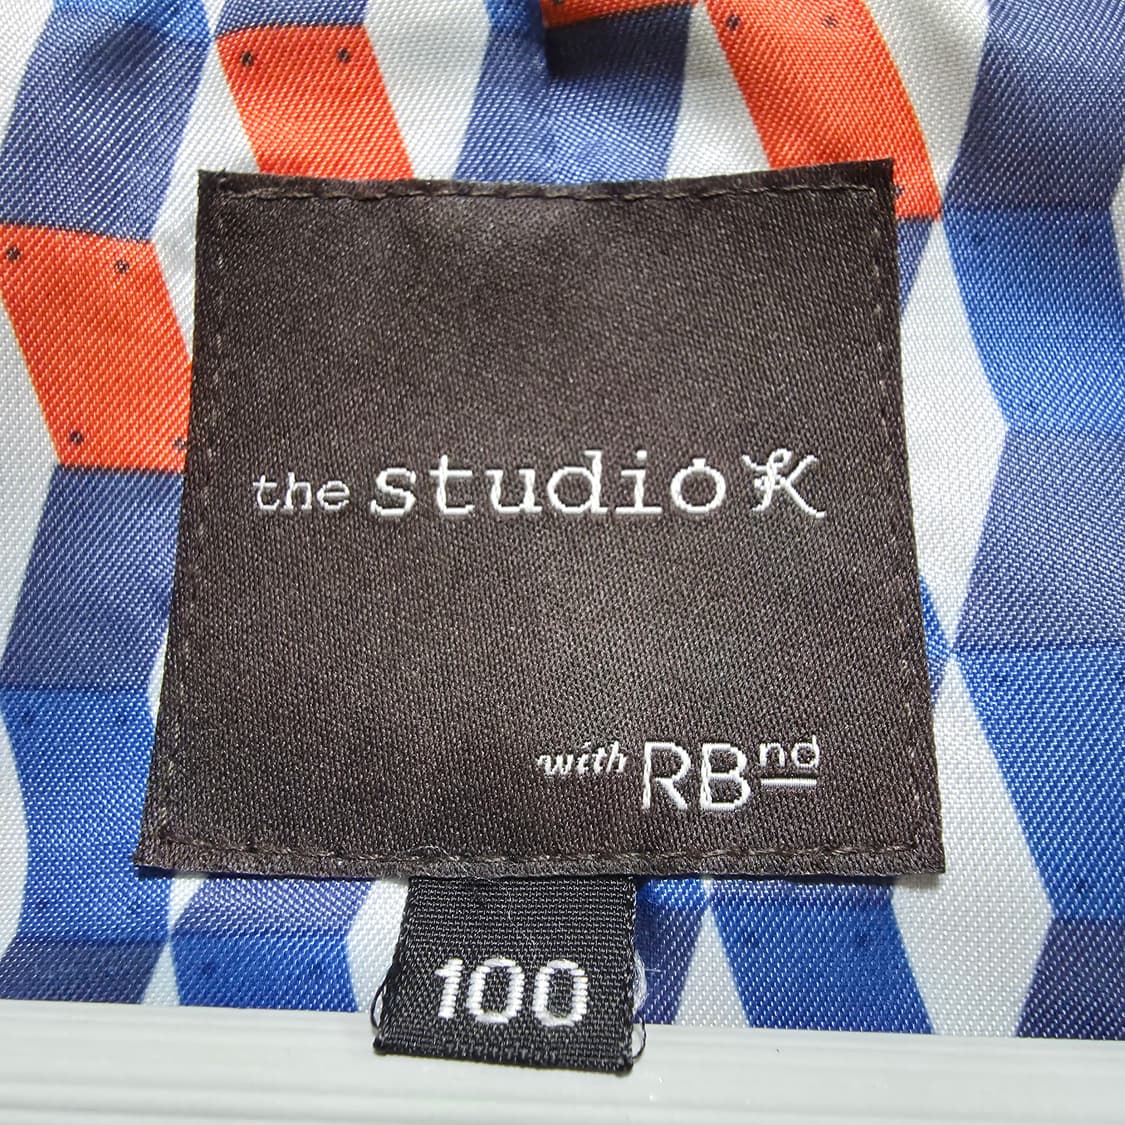 the studio K
with RBnd
100